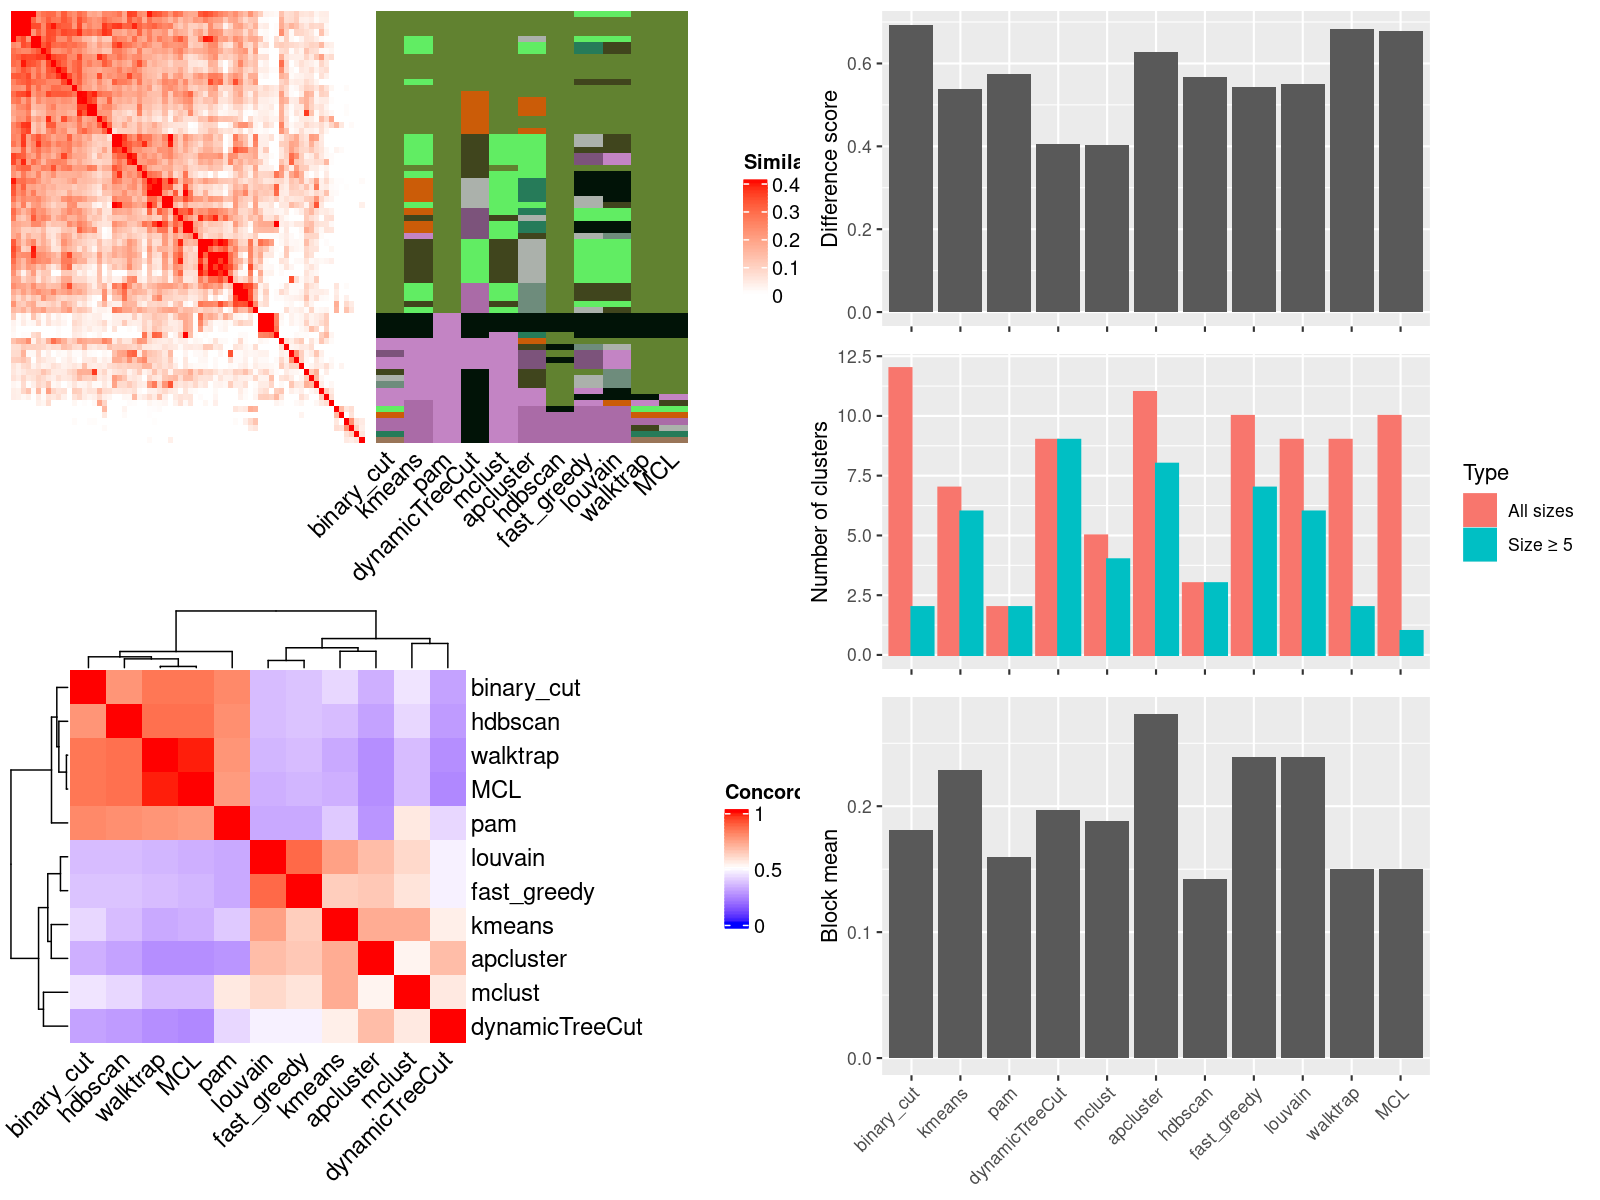 Simila
0.4
0.3
0.2
0.1
0
binary_cut
kmeans
pam
dynamicTreeCut
mclust
apcluster
hdbscan
fast_greedy
louvain
walktrap
MCL
binary_cut
hdbscan
walktrap
MCL
pam
louvain
fast_greedy
kmeans
apcluster
mclust
dynamicTreeCut
binary_cut
hdbscan
walktrap
MCL
pam
louvain
fast_greedy
kmeans
apcluster
mclust
dynamicTreeCut
Concord
1
0.5
0
Difference score
0.6
0.4
0.2
0.0
Number of clusters
12.5
10.0
7.5
5.0
2.5
0.0
Type
All sizes
Size ≥ 5
Block mean
0.2
0.1
0.0
binary_cut
kmeans
pam
dynamicTreeCut
mclust
apcluster
hdbscan
fast_greedy
louvain
walktrap
MCL